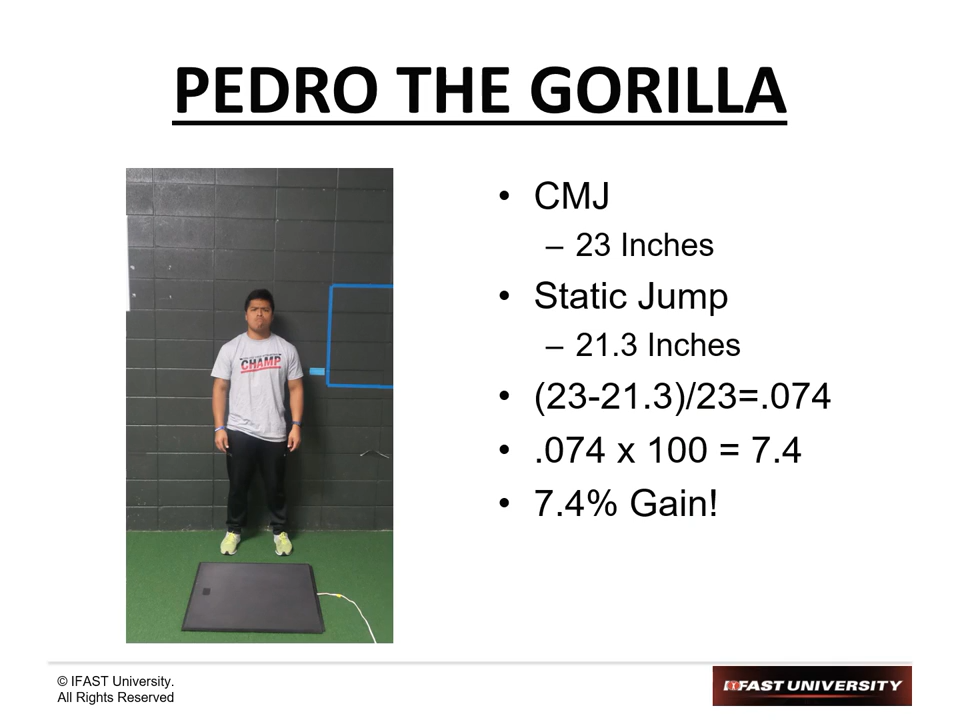 PEDRO THE GORILLA
• CMJ
– 23 Inches
• Static Jump
– 21.3 Inches
• (23-21.3)/23=.074
• .074 x 100 = 7.4
• 7.4% Gain!
CHAMP
© IFAST University.
All Rights Reserved
IFAST UNIVERSITY